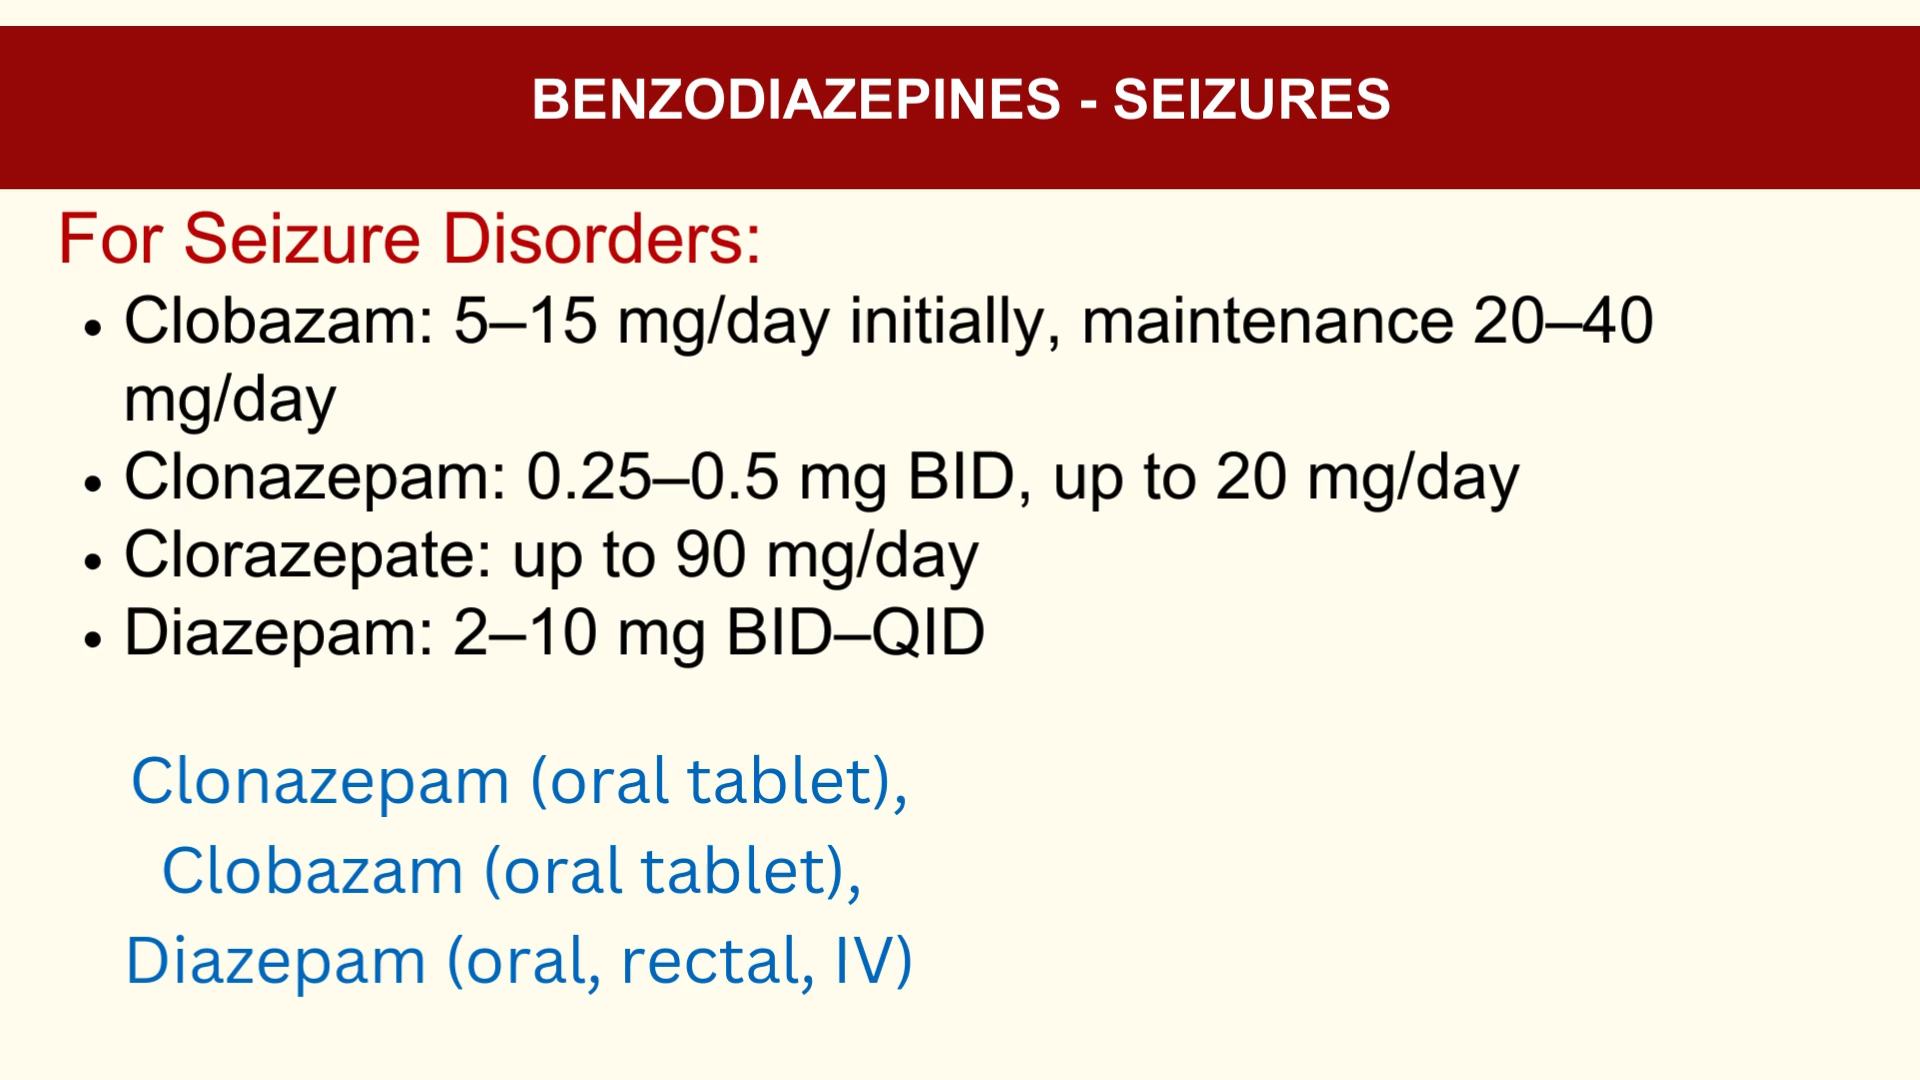 BENZODIAZEPINES - SEIZURES
For Seizure Disorders:
• Clobazam: 5–15 mg/day initially, maintenance 20–40
mg/day
• Clonazepam: 0.25–0.5 mg BID, up to 20 mg/day
• Clorazepate: up to 90 mg/day
• Diazepam: 2–10 mg BID–QID
Clonazepam (oral tablet),
Clobazam (oral tablet),
Diazepam (oral, rectal, IV)